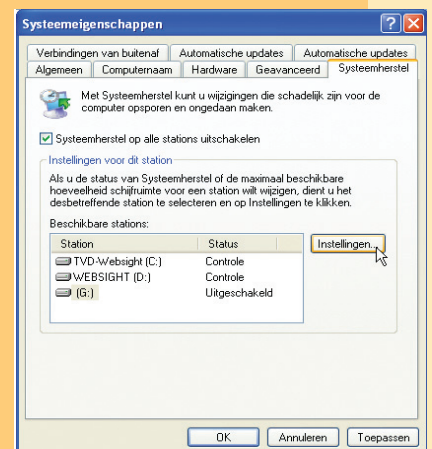 Systeemeigenschappen
Verbindingen van buitenaf Automatische updates Automatische updates
Algemeen Computernaam Hardware Geavanceerd Systeemherstel
Met Systeemherstel kunt u wijzigingen die schadelijk zijn voor de
computer opsporen en ongedaan maken.
Systeemherstel op alle stations uitschakelen
Instellingen voor dit station
Als u de status van Systeemherstel of de maximaal beschikbare
hoeveelheid schijfruimte voor een station wilt wijzigen, dient u het
desbetreffende station te selecteren en op Instellingen te klikken.
Beschikbare stations:
Station Status Instellingen...
TVD-Websight (C:) Controle
WEBSIGHT (D:) Controle
(G:) Uitgeschakeld
OK Annuleren Toepassen